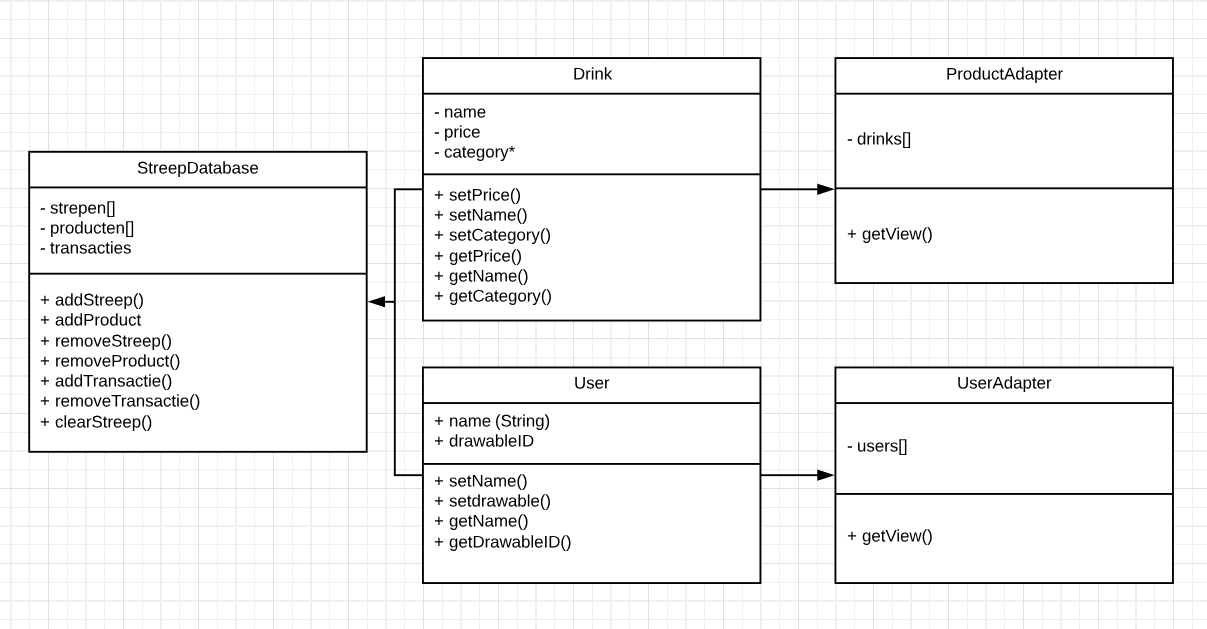 StreepDatabase
- strepen[]
- producten[]
- transacties
+ addStreep()
+ addProduct
+ removeStreep()
+ removeProduct()
+ addTransactie()
+ removeTransactie()
+ clearStreep()
Drink
- name
- price
- category*
+ setPrice()
+ setName()
+ setCategory()
+ getPrice()
+ getName()
+ getCategory()
ProductAdapter
- drinks[]
+ getView()
User
+ name (String)
+ drawableID
+ setName()
+ setdrawable()
+ getName()
+ getDrawableID()
UserAdapter
- users[]
+ getView()